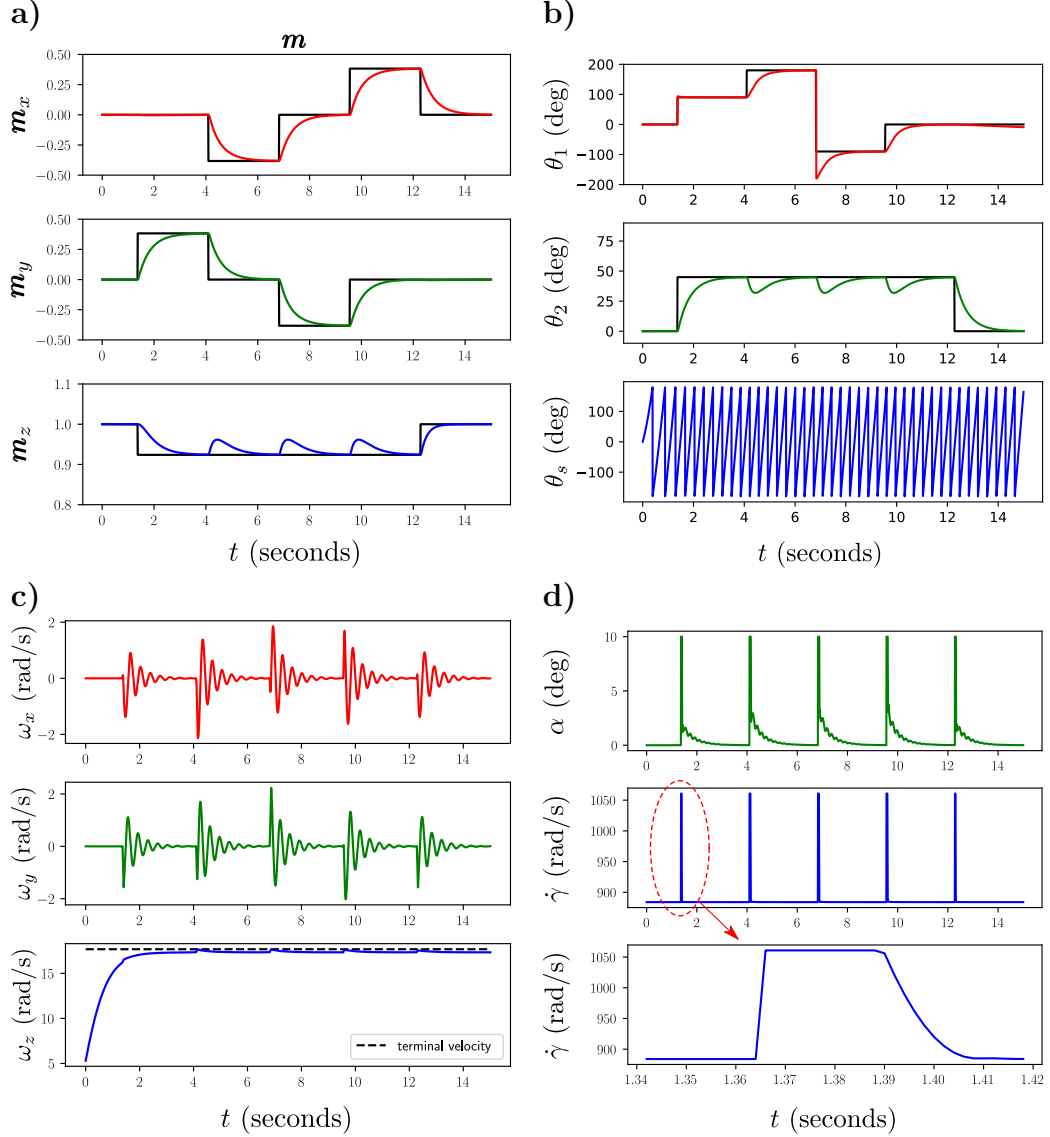 a)
m
m_x
0.50
0.25
0.00
−0.25
−0.50
0 2 4 6 8 10 12 14
m_y
0.50
0.25
0.00
−0.25
−0.50
0 2 4 6 8 10 12 14
m_z
1.1
1.0
0.9
0.8
0 2 4 6 8 10 12 14
t (seconds)
b)
θ_1 (deg)
200
100
0
−100
−200
0 2 4 6 8 10 12 14
θ_2 (deg)
75
50
25
0
0 2 4 6 8 10 12 14
θ_s (deg)
100
0
−100
0 2 4 6 8 10 12 14
t (seconds)
c)
ω_x (rad/s)
2
0
−2
0 2 4 6 8 10 12 14
ω_y (rad/s)
2
0
−2
0 2 4 6 8 10 12 14
ω_z (rad/s)
15
10
5
terminal velocity
0 2 4 6 8 10 12 14
t (seconds)
d)
α (deg)
10
5
0
0 2 4 6 8 10 12 14
γ̇ (rad/s)
1050
1000
950
900
0 2 4 6 8 10 12 14
γ̇ (rad/s)
1050
1000
950
900
1.34 1.35 1.36 1.37 1.38 1.39 1.40 1.41 1.42
t (seconds)